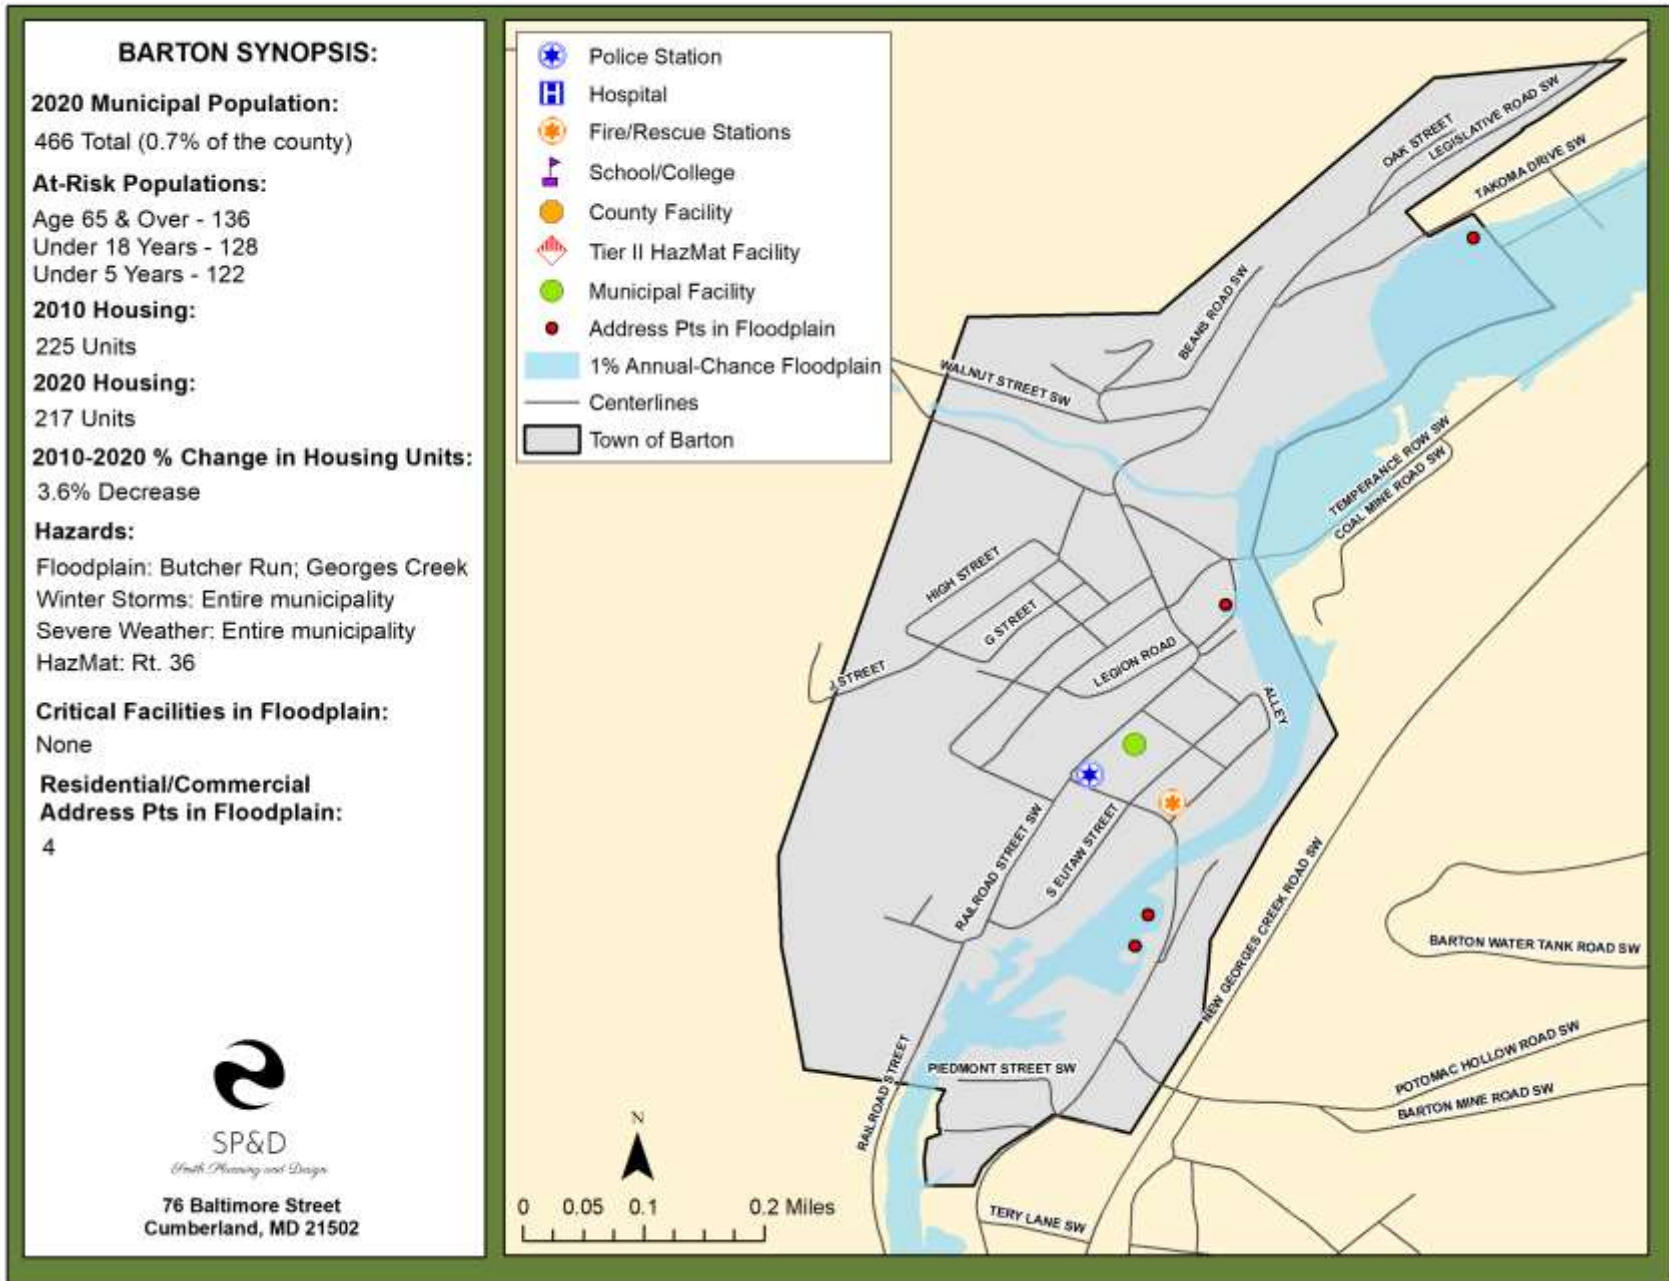 BARTON SYNOPSIS:
2020 Municipal Population:
466 Total (0.7% of the county)
At-Risk Populations:
Age 65 & Over - 136
Under 18 Years - 128
Under 5 Years - 122
2010 Housing:
225 Units
2020 Housing:
217 Units
2010-2020 % Change in Housing Units:
3.6% Decrease
Hazards:
Floodplain: Butcher Run; Georges Creek
Winter Storms: Entire municipality
Severe Weather: Entire municipality
HazMat: Rt. 36
Critical Facilities in Floodplain:
None
Residential/Commercial
Address Pts in Floodplain:
4
SP&D
Smith Planning and Design
76 Baltimore Street
Cumberland, MD 21502
Police Station
H
Hospital
Fire/Rescue Stations
School/College
County Facility
Tier II HazMat Facility
Municipal Facility
Address Pts in Floodplain
1% Annual-Chance Floodplain
Centerlines
Town of Barton
OAK STREET
LEGISLATIVE ROAD SW
TAKOMA DRIVE SW
BEANS ROAD SW
WALNUT STREET SW
TEMPERANCE ROW SW
COAL MINE ROAD SW
HIGH STREET
G STREET
J STREET
LEGION ROAD
ALLEY
RAILROAD STREET SW
S EUTAW STREET
NEW GEORGES CREEK ROAD SW
BARTON WATER TANK ROAD SW
POTOMAC HOLLOW ROAD SW
BARTON MINE ROAD SW
PIEDMONT STREET SW
RAILROAD STREET
TERY LANE SW
N
0 0.05 0.1 0.2 Miles